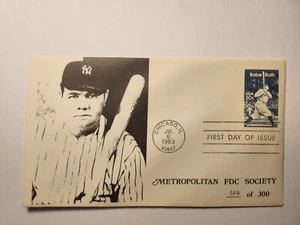 Babe Ruth
USA
20c
CHICAGO, IL
JUL
6
1983
60607
FIRST DAY OF ISSUE
METROPOLITAN FDC SOCIETY
of 300
NY